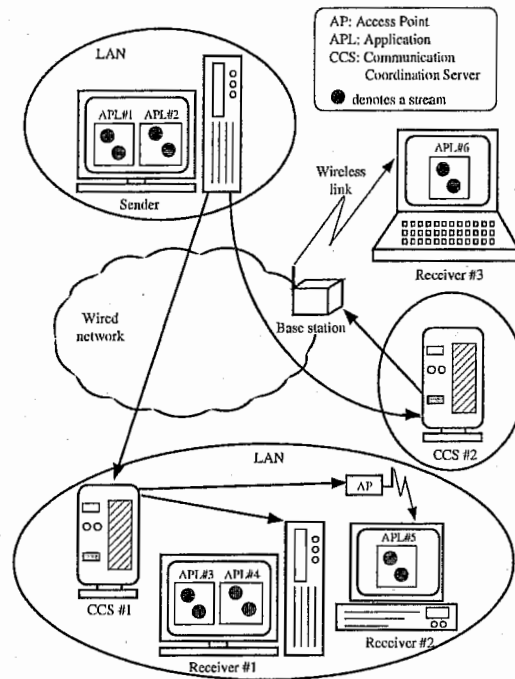 LAN
AP: Access Point
APL: Application
CCS: Communication
Coordination Server
denotes a stream
APL#1 APL#2
Sender
APL#6
Wireless
link
Receiver #3
Wired
network
Base station
CCS #2
LAN
AP
APL#5
APL#3 APL#4
CCS #1
Receiver #2
Receiver #1